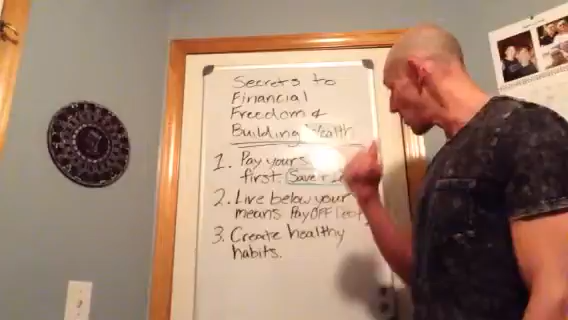 Secrets to
Financial
Freedom &
Building Wealth
1. Pay yours
first. Save
2. Live below your
means Pay OFF Debt
3. Create healthy
habits.